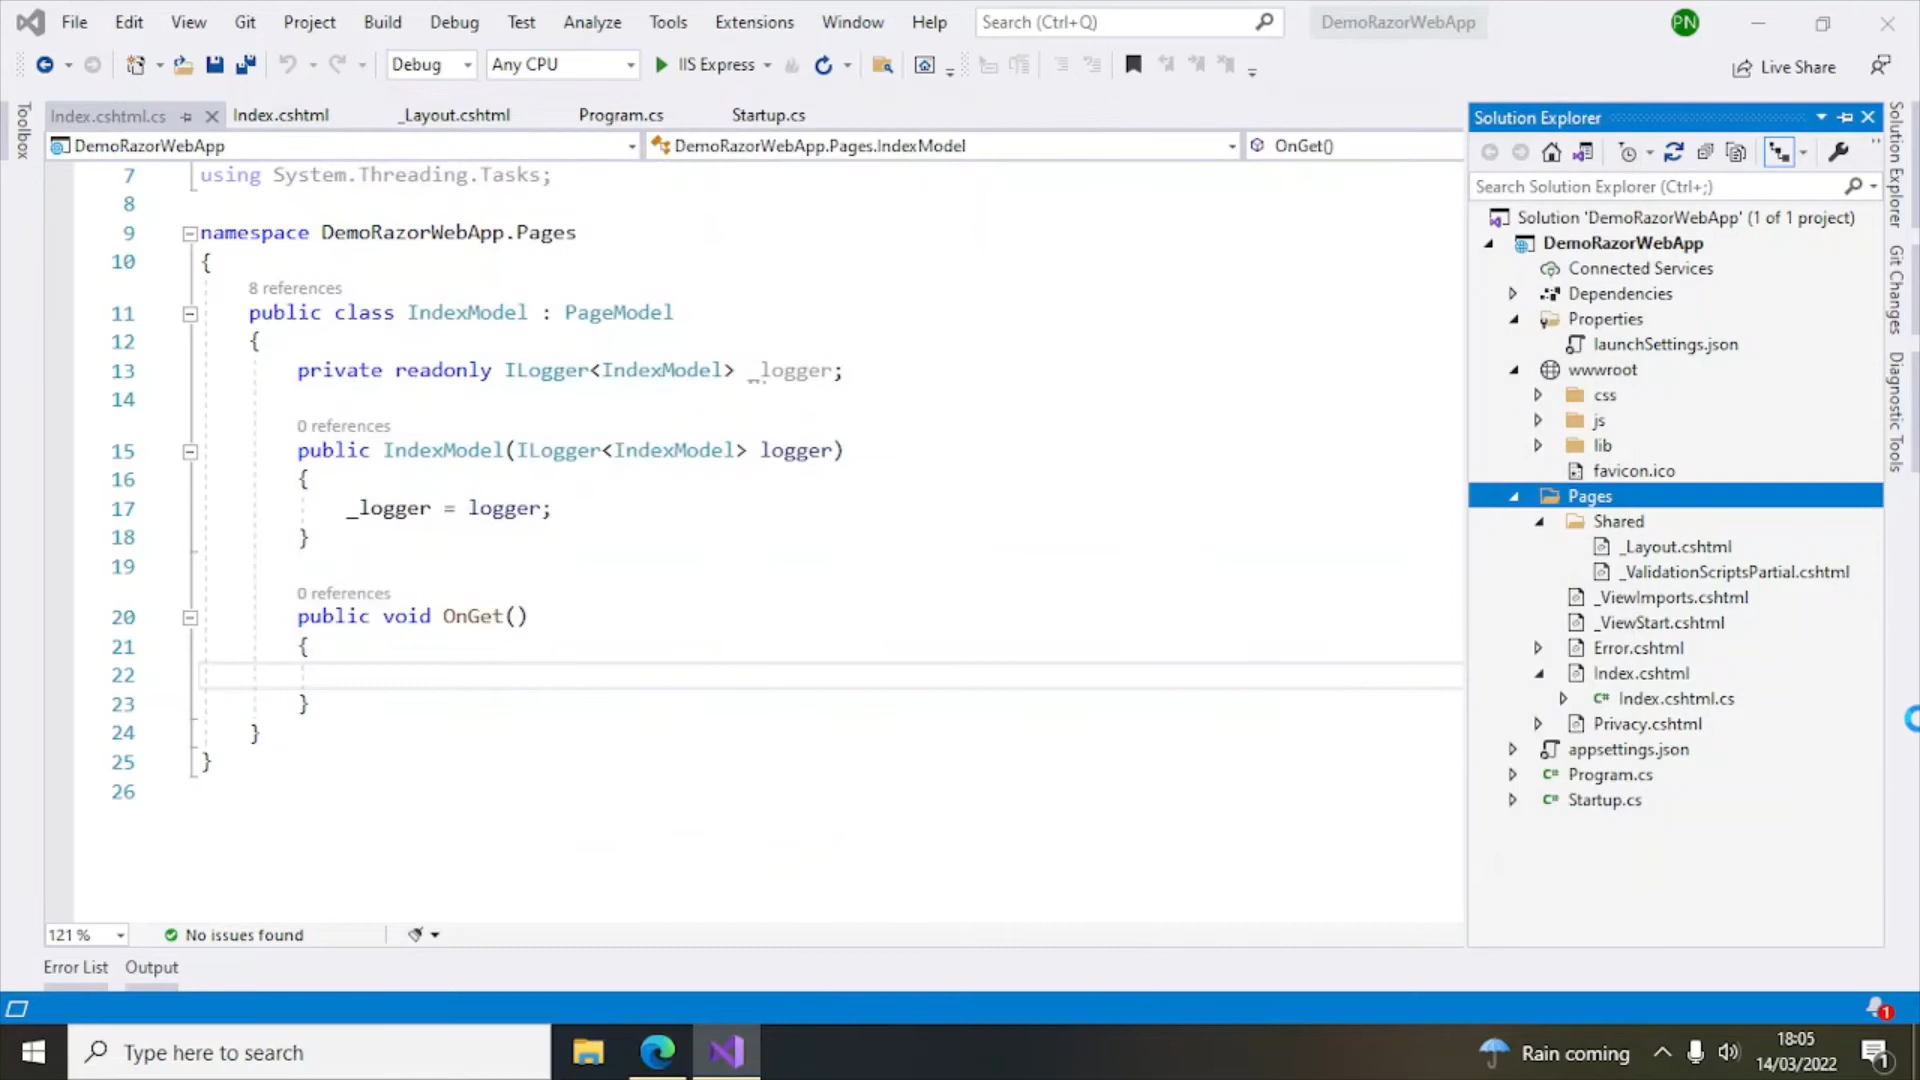 File Edit View Git Project Build Debug Test Analyze Tools Extensions Window Help Search (Ctrl+Q) DemoRazorWebApp PN
Debug Any CPU IIS Express Live Share
Toolbox
Index.cshtml.cs Index.cshtml _Layout.cshtml Program.cs Startup.cs
DemoRazorWebApp DemoRazorWebApp.Pages.IndexModel OnGet()
7 using System.Threading.Tasks;
8
9 namespace DemoRazorWebApp.Pages
10 {
8 references
11 public class IndexModel : PageModel
12 {
13 private readonly ILogger<IndexModel> _logger;
14
0 references
15 public IndexModel(ILogger<IndexModel> logger)
16 {
17 _logger = logger;
18 }
19
0 references
20 public void OnGet()
21 {
22
23 }
24 }
25 }
26
121 % No issues found
Error List Output
Solution Explorer
Search Solution Explorer (Ctrl+;)
Solution 'DemoRazorWebApp' (1 of 1 project)
DemoRazorWebApp
Connected Services
Dependencies
Properties
launchSettings.json
wwwroot
css
js
lib
favicon.ico
Pages
Shared
_Layout.cshtml
_ValidationScriptsPartial.cshtml
_ViewImports.cshtml
_ViewStart.cshtml
Error.cshtml
Index.cshtml
C# Index.cshtml.cs
Privacy.cshtml
appsettings.json
C# Program.cs
C# Startup.cs
Solution Explorer
Git Changes
Diagnostic Tools
1
Type here to search
Rain coming
18:05
14/03/2022
1